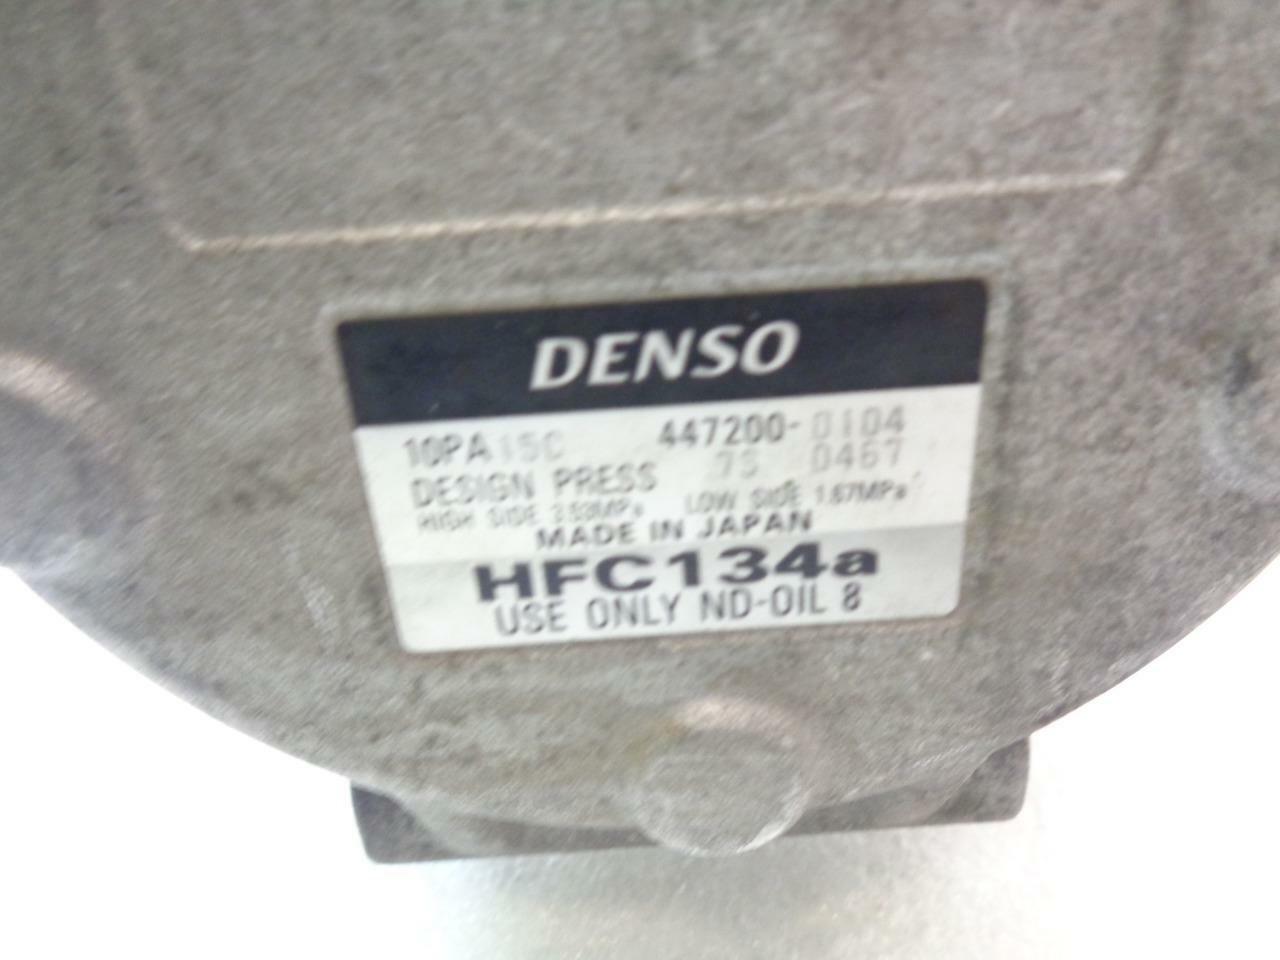 DENSO
10PA15C 447200-0104
DESIGN PRESS 7S 0467
HIGH SIDE 3.53MPa LOW SIDE 1.67MPa
MADE IN JAPAN
HFC134a
USE ONLY ND-OIL 8